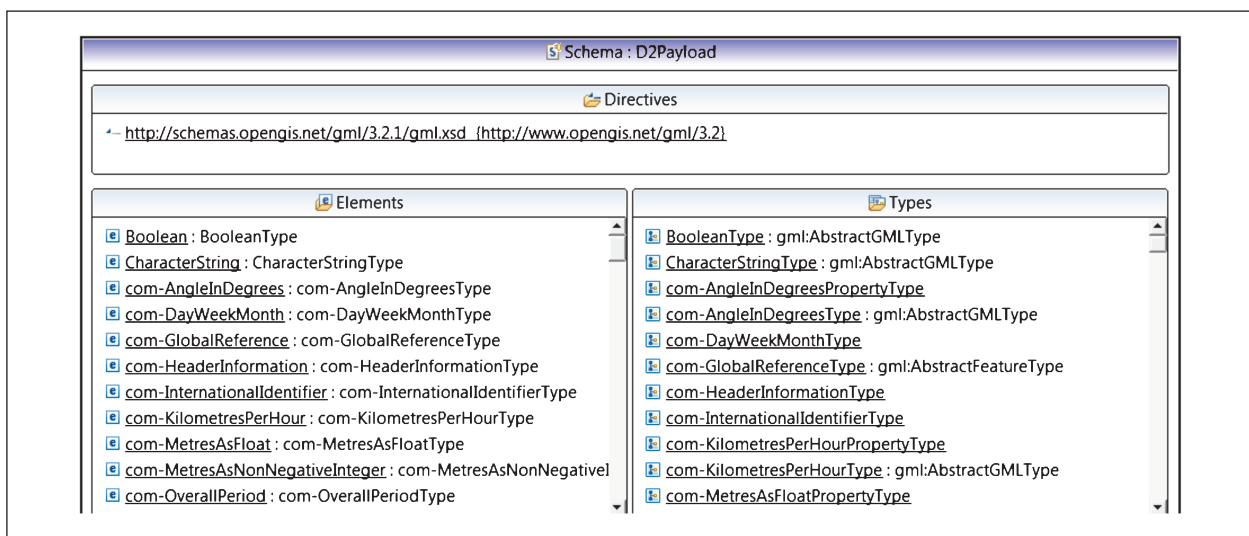 Schema : D2Payload
Directives
http://schemas.opengis.net/gml/3.2.1/gml.xsd {http://www.opengis.net/gml/3.2}
Elements
Boolean : BooleanType
CharacterString : CharacterStringType
com-AngleInDegrees : com-AngleInDegreesType
com-DayWeekMonth : com-DayWeekMonthType
com-GlobalReference : com-GlobalReferenceType
com-HeaderInformation : com-HeaderInformationType
com-InternationalIdentifier : com-InternationalIdentifierType
com-KilometresPerHour : com-KilometresPerHourType
com-MetresAsFloat : com-MetresAsFloatType
com-MetresAsNonNegativeInteger : com-MetresAsNonNegativeI
com-OverallPeriod : com-OverallPeriodType
Types
BooleanType : gml:AbstractGMLType
CharacterStringType : gml:AbstractGMLType
com-AngleInDegreesPropertyType
com-AngleInDegreesType : gml:AbstractGMLType
com-DayWeekMonthType
com-GlobalReferenceType : gml:AbstractFeatureType
com-HeaderInformationType
com-InternationalIdentifierType
com-KilometresPerHourPropertyType
com-KilometresPerHourType : gml:AbstractGMLType
com-MetresAsFloatPropertyType